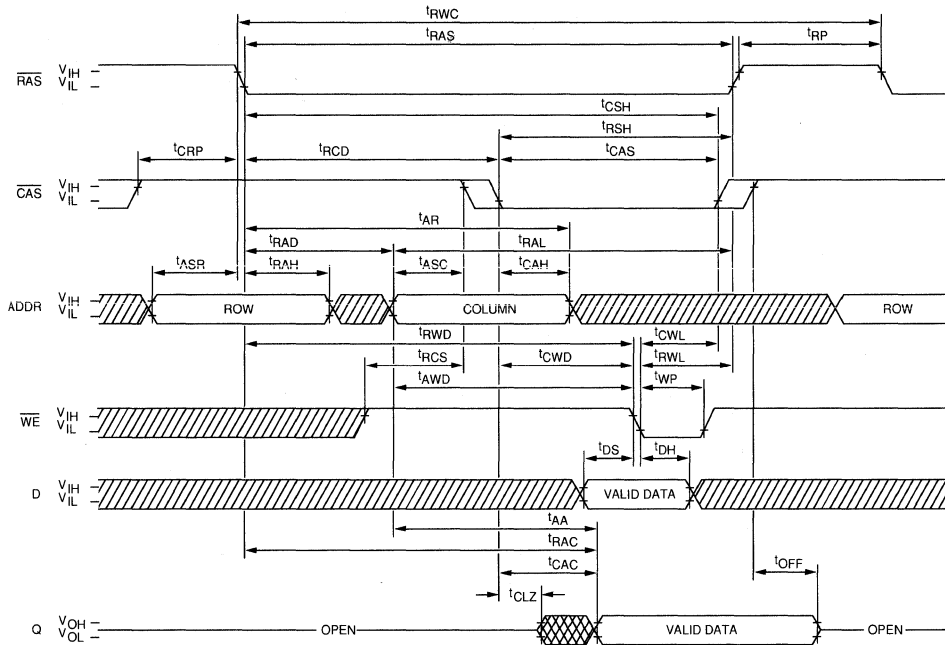 tRWC
tRAS tRP
RAS VIH VIL
tCSH
tRSH
tCRP tRCD tCAS
CAS VIH VIL
tAR
tRAD tRAL
tASR tRAH tASC tCAH
ADDR VIH VIL ROW COLUMN ROW
tRWD tCWL
tRCS tCWD tRWL
tAWD tWP
WE VIH VIL
tDS tDH
D VIH VIL VALID DATA
tAA
tRAC
tCAC tOFF
tCLZ
Q VOH VOL OPEN VALID DATA OPEN